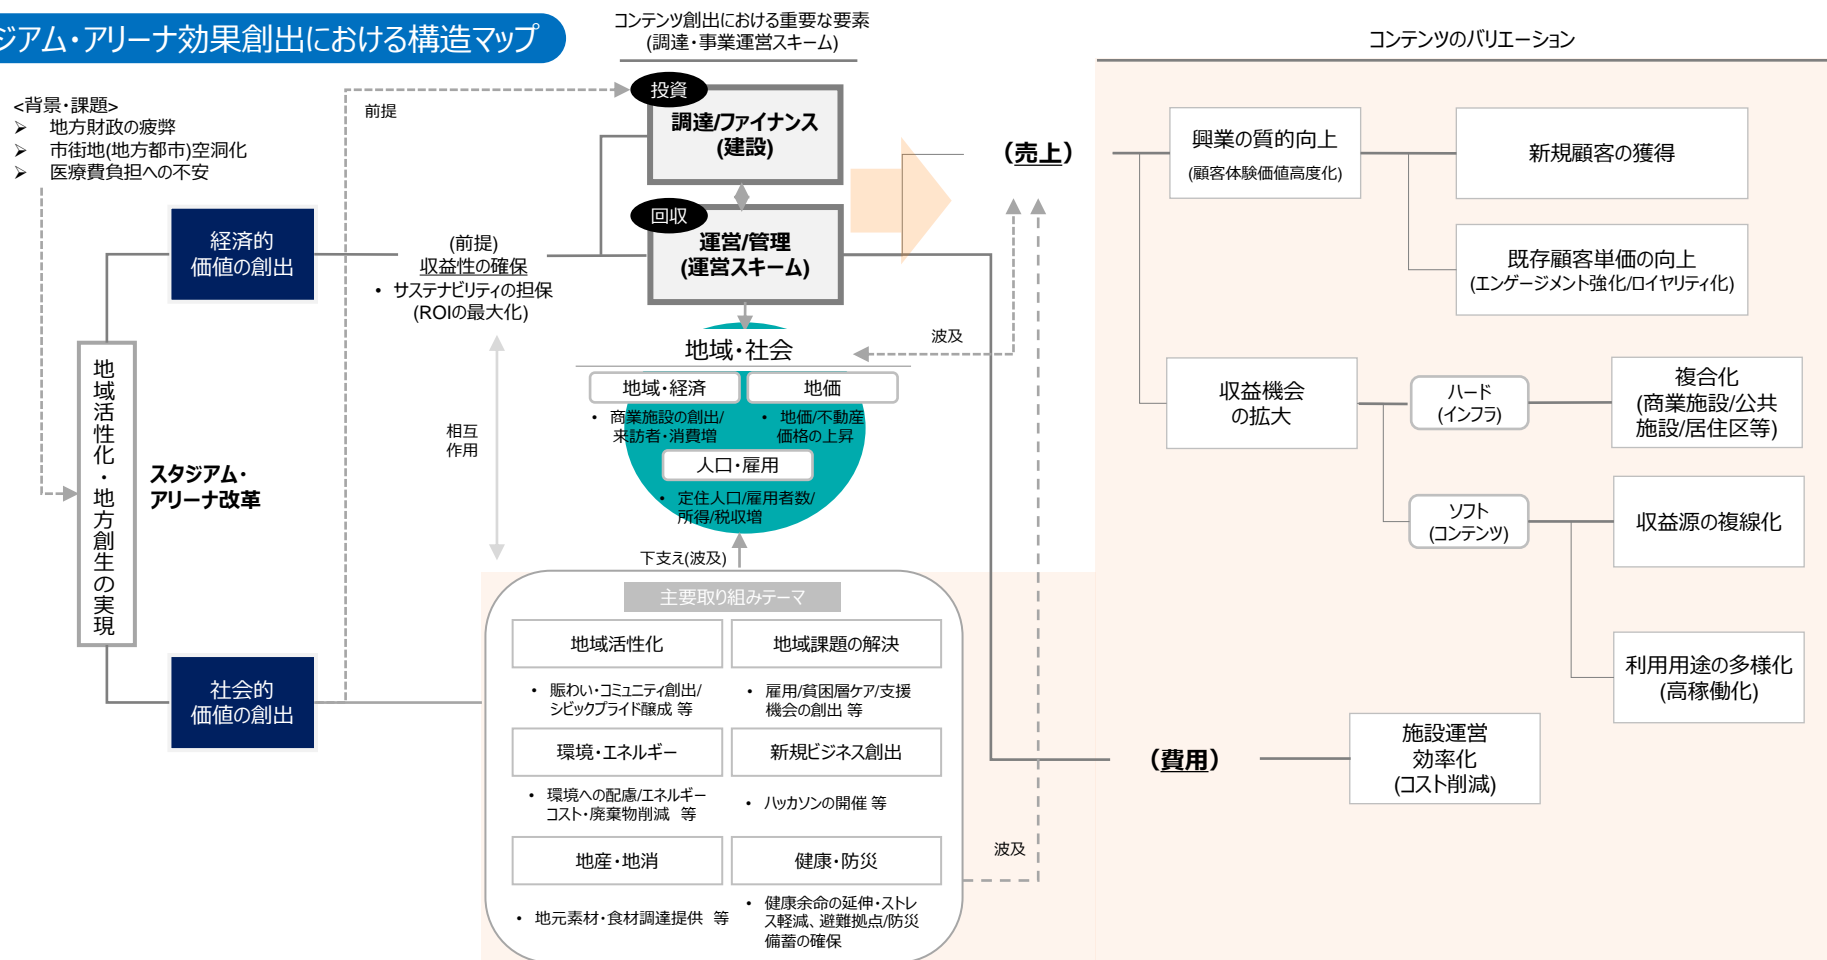 ジアム・アリーナ効果創出における構造マップ
コンテンツ創出における重要な要素
(調達・事業運営スキーム)
コンテンツのバリエーション
<背景・課題>
➢ 地方財政の疲弊
➢ 市街地(地方都市)空洞化
➢ 医療費負担への不安
前提
投資
調達/ファイナンス
(建設)
回収
運営/管理
(運営スキーム)
経済的
価値の創出
(前提)
収益性の確保
• サステナビリティの担保
(ROIの最大化)
地域活性化・地方創生の実現
スタジアム・
アリーナ改革
相互
作用
社会的
価値の創出
地域・社会
地域・経済
地価
• 商業施設の創出/
来訪者・消費増
• 地価/不動産
価格の上昇
人口・雇用
• 定住人口/雇用者数/
所得/税収増
下支え(波及)
主要取り組みテーマ
地域活性化
地域課題の解決
• 賑わい・コミュニティ創出/
シビックプライド醸成 等
• 雇用/貧困層ケア/支援
機会の創出 等
環境・エネルギー
新規ビジネス創出
• 環境への配慮/エネルギー
コスト・廃棄物削減 等
• ハッカソンの開催 等
地産・地消
健康・防災
• 地元素材・食材調達提供 等
• 健康余命の延伸・ストレ
ス軽減、避難拠点/防災
備蓄の確保
波及
波及
(売上)
興業の質的向上
(顧客体験価値高度化)
新規顧客の獲得
既存顧客単価の向上
(エンゲージメント強化/ロイヤリティ化)
収益機会
の拡大
ハード
(インフラ)
複合化
(商業施設/公共
施設/居住区等)
ソフト
(コンテンツ)
収益源の複線化
利用用途の多様化
(高稼働化)
(費用)
施設運営
効率化
(コスト削減)